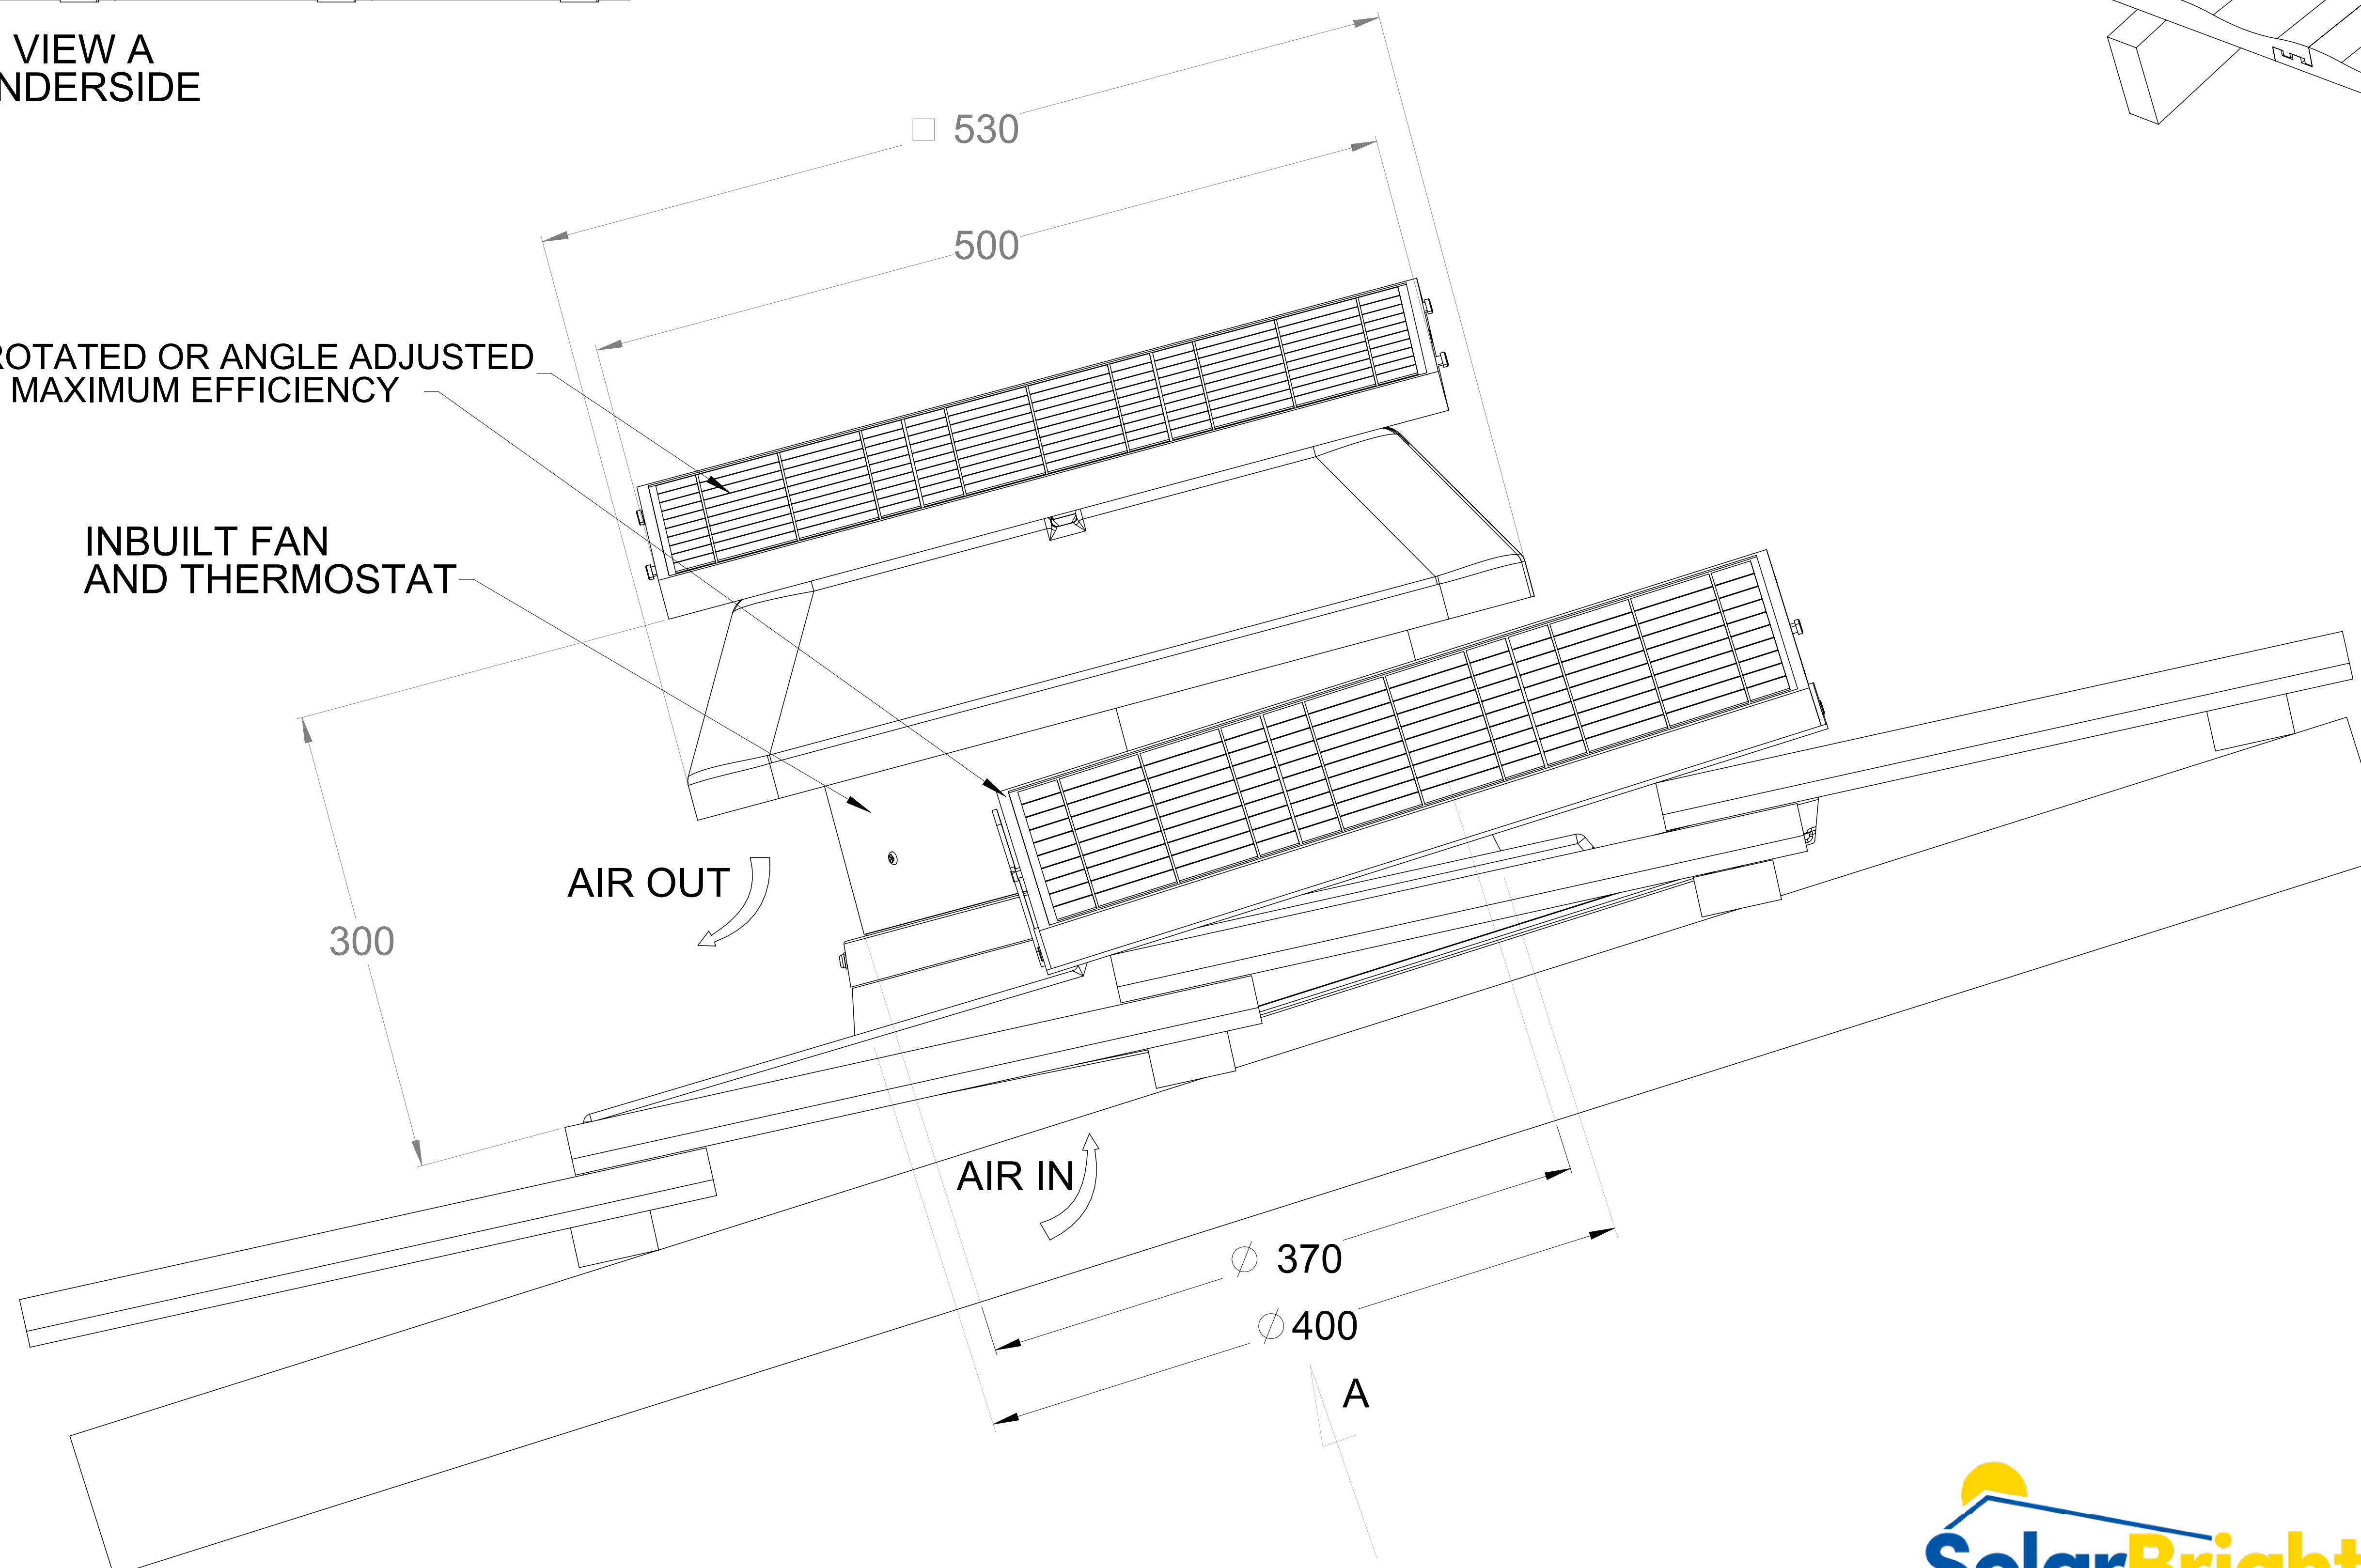 VIEW A
NDERSIDE
530
500
ROTATED OR ANGLE ADJUSTED
MAXIMUM EFFICIENCY
INBUILT FAN
AND THERMOSTAT
AIR OUT
300
AIR IN
∅ 370
∅ 400
A
SolarBright